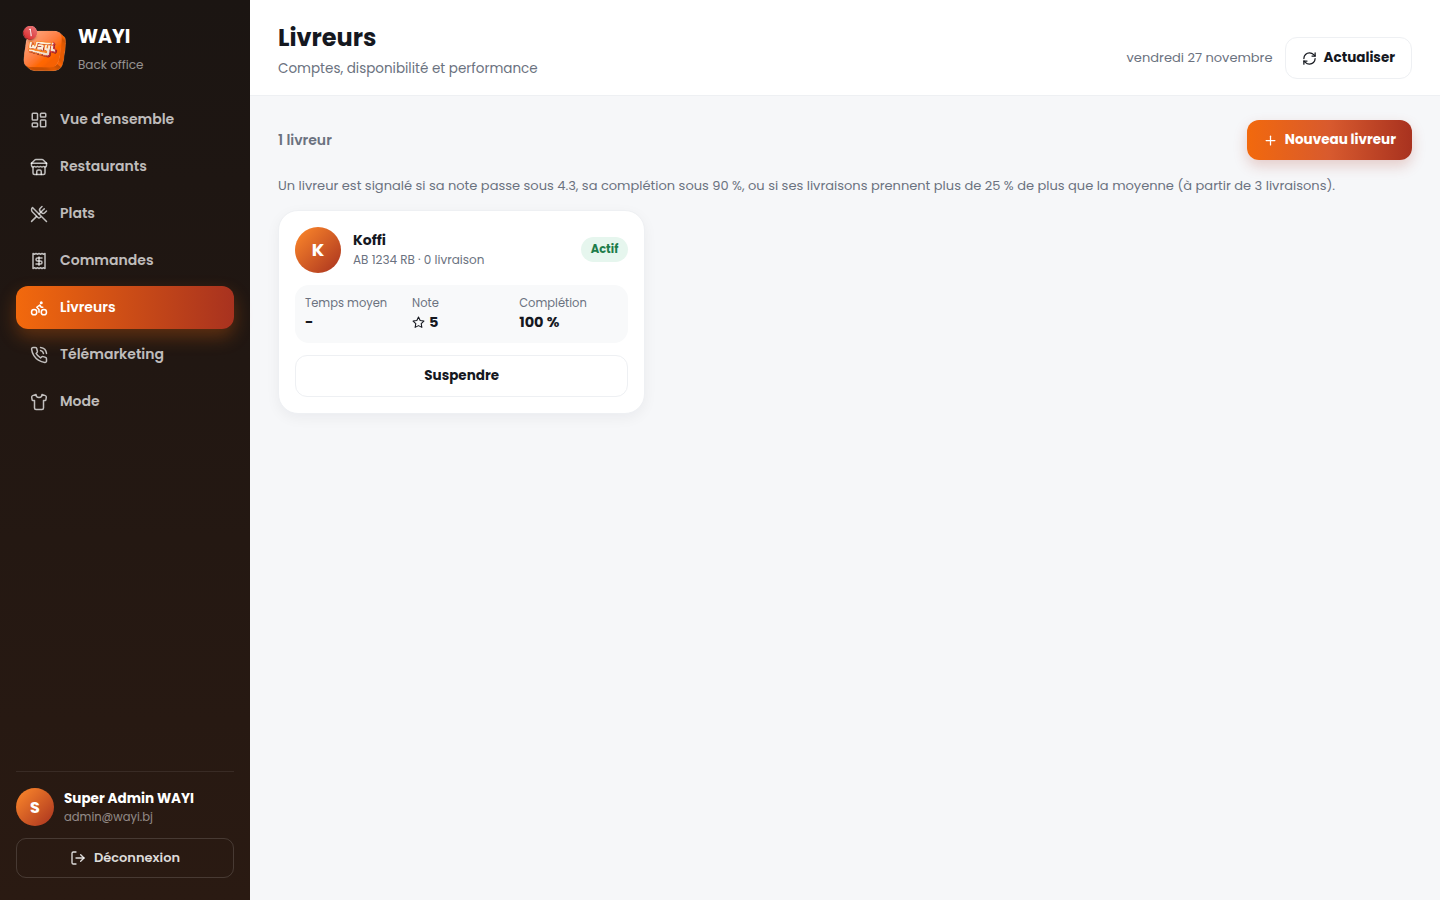 WAYI
WAYI
Back office
Vue d'ensemble
Restaurants
Plats
Commandes
Livreurs
Télémarketing
Mode
S
Super Admin WAYI
admin@wayi.bj
Déconnexion
Livreurs
Comptes, disponibilité et performance
vendredi 27 novembre
Actualiser
1 livreur
Nouveau livreur
Un livreur est signalé si sa note passe sous 4.3, sa complétion sous 90 %, ou si ses livraisons prennent plus de 25 % de plus que la moyenne (à partir de 3 livraisons).
K
Koffi
AB 1234 RB · 0 livraison
Actif
Temps moyen
–
Note
5
Complétion
100 %
Suspendre